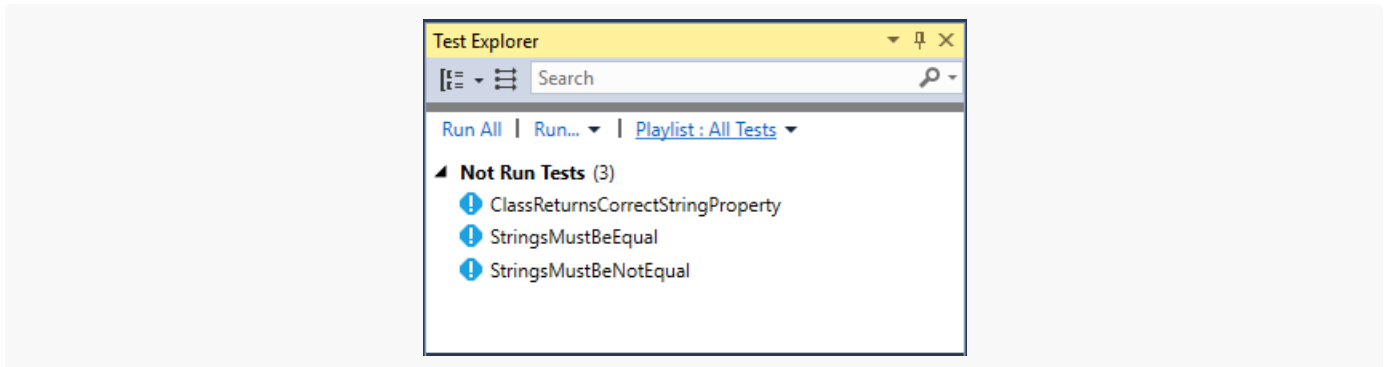 Test Explorer
Search
Run All | Run... | Playlist : All Tests
Not Run Tests (3)
ClassReturnsCorrectStringProperty
StringsMustBeEqual
StringsMustBeNotEqual